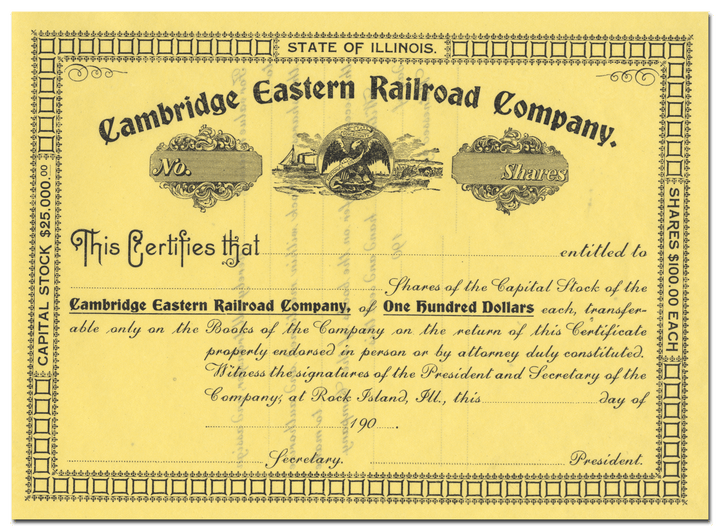 STATE OF ILLINOIS.
Cambridge Eastern Railroad Company.
No.
Shares
CAPITAL STOCK $25.000.00
SHARES $100.00 EACH
This Certifies that entitled to
Shares of the Capital Stock of the
Cambridge Eastern Railroad Company, of One Hundred Dollars each, transfer-
able only on the Books of the Company on the return of this Certificate
properly endorsed in person or by attorney duly constituted.
Witness the signatures of the President and Secretary of the
Company, at Rock Island, Ill., this day of
190 .
Secretary. President.